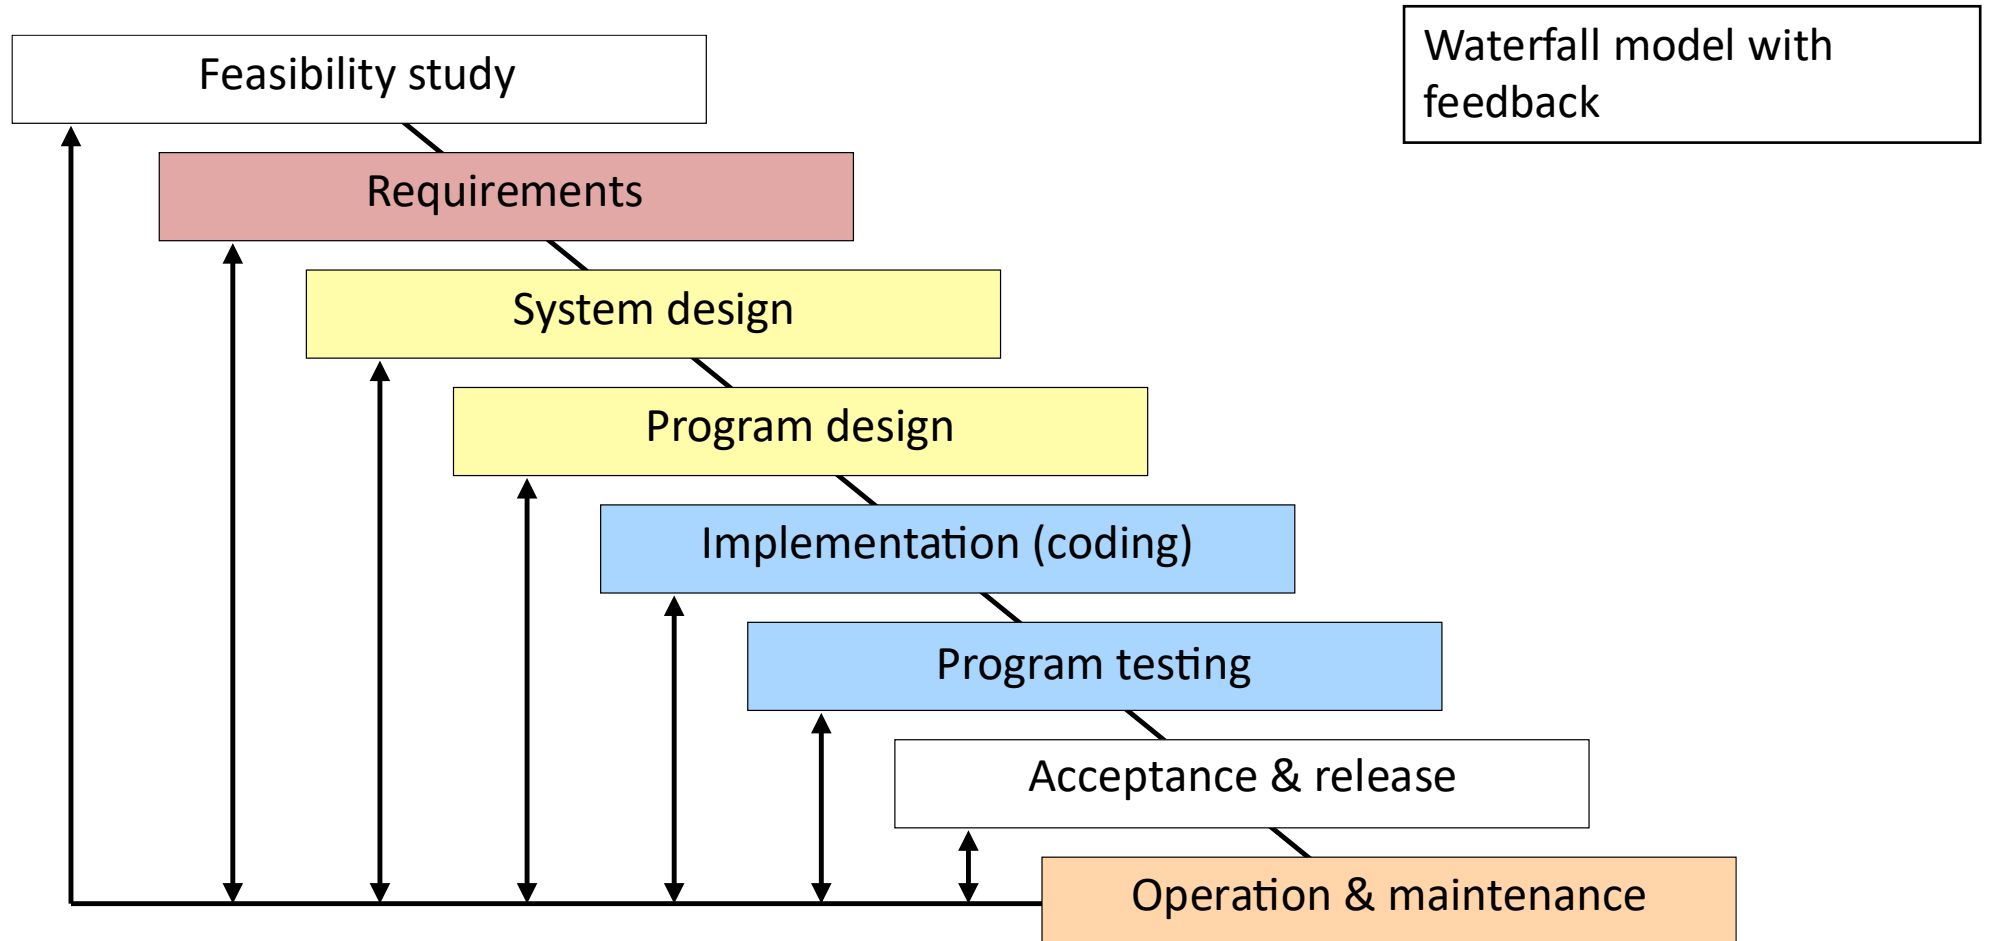 Waterfall model with
feedback
Feasibility study
Requirements
System design
Program design
Implementation (coding)
Program testing
Acceptance & release
Operation & maintenance